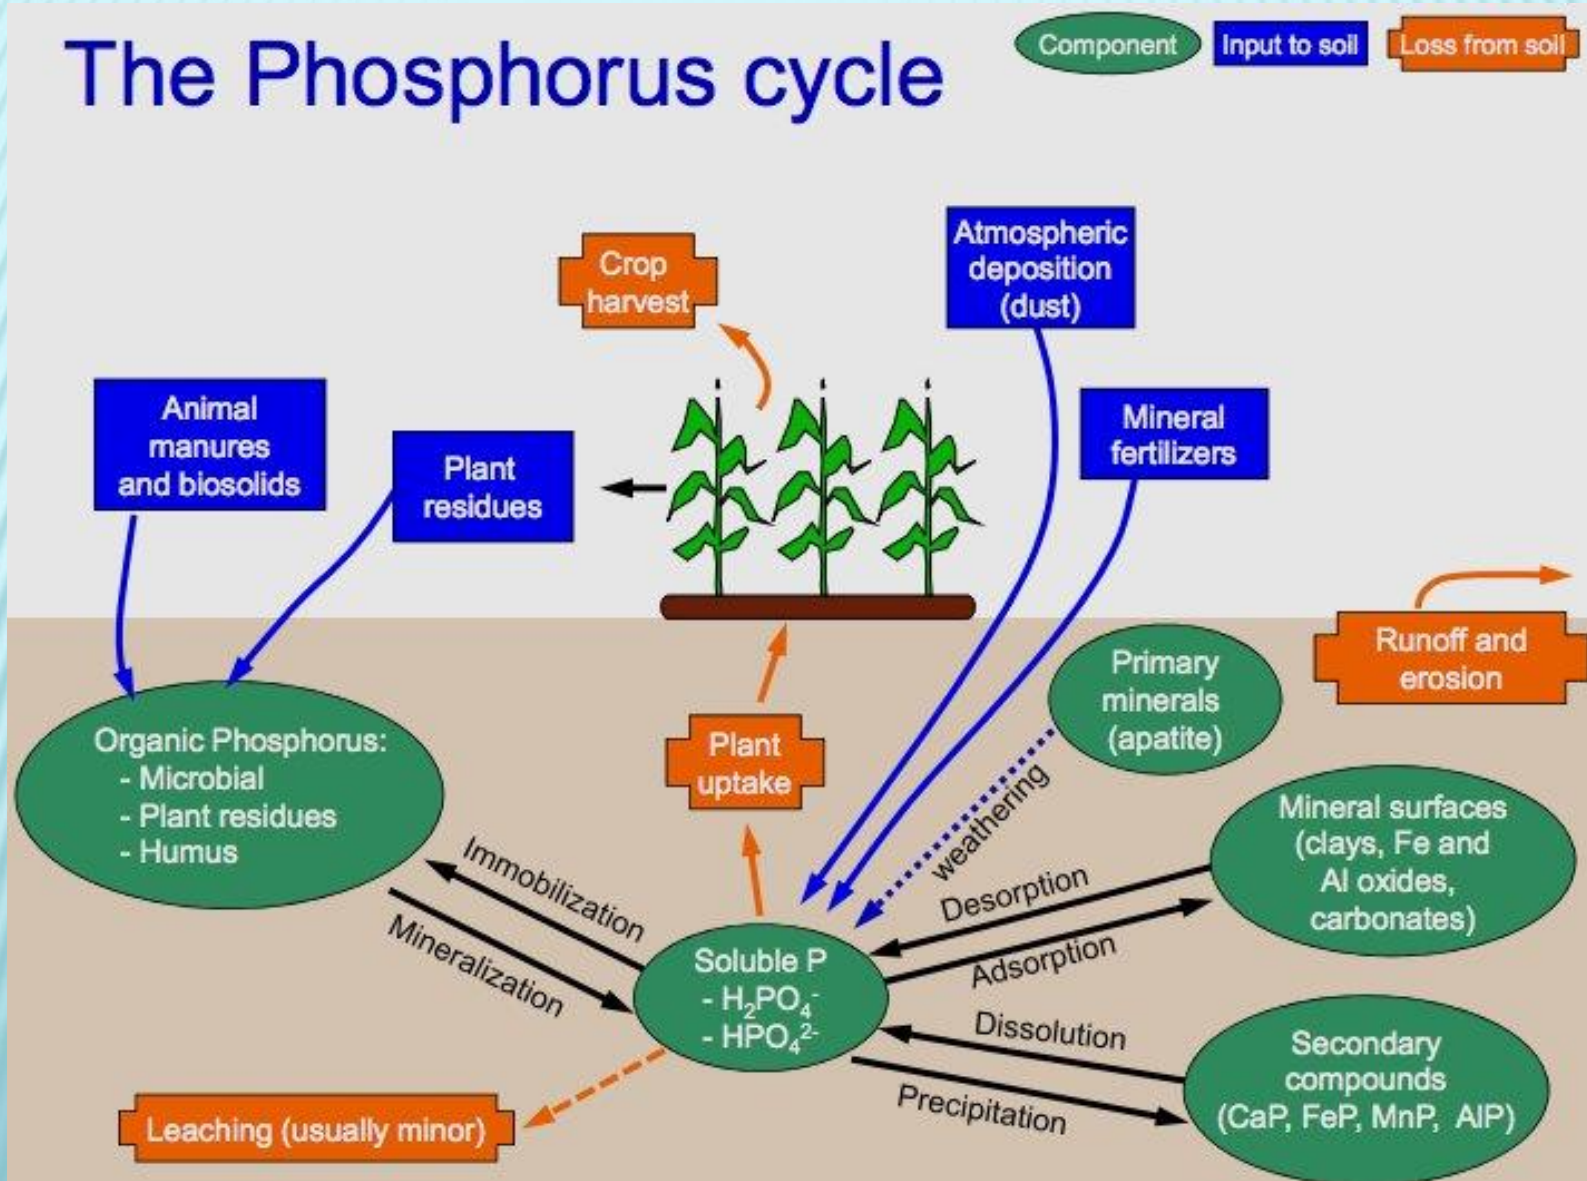 The Phosphorus cycle
Component
Input to soil
Loss from soil
Atmospheric
deposition
(dust)
Crop
harvest
Animal
manures
and biosolids
Plant
residues
Mineral
fertilizers
Runoff and
erosion
Primary
minerals
(apatite)
Organic Phosphorus:
- Microbial
- Plant residues
- Humus
Plant
uptake
weathering
Mineral surfaces
(clays, Fe and
Al oxides,
carbonates)
Immobilization
Mineralization
Desorption
Adsorption
Soluble P
- H₂PO₄⁻
- HPO₄²⁻
Dissolution
Precipitation
Secondary
compounds
(CaP, FeP, MnP, AlP)
Leaching (usually minor)